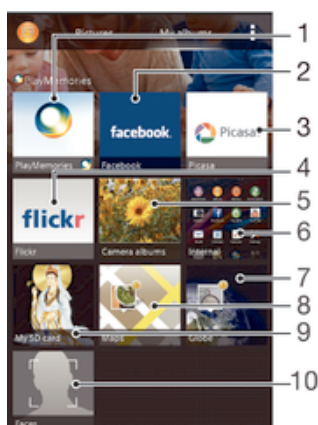 Pictures My albums
PlayMemories
facebook.
Picasa
PlayMemories
Facebook
Picasa
flickr
Flickr
Camera albums
Internal
My SD card
Maps
Globe
Faces
1
2
3
4
5
6
7
8
9
10